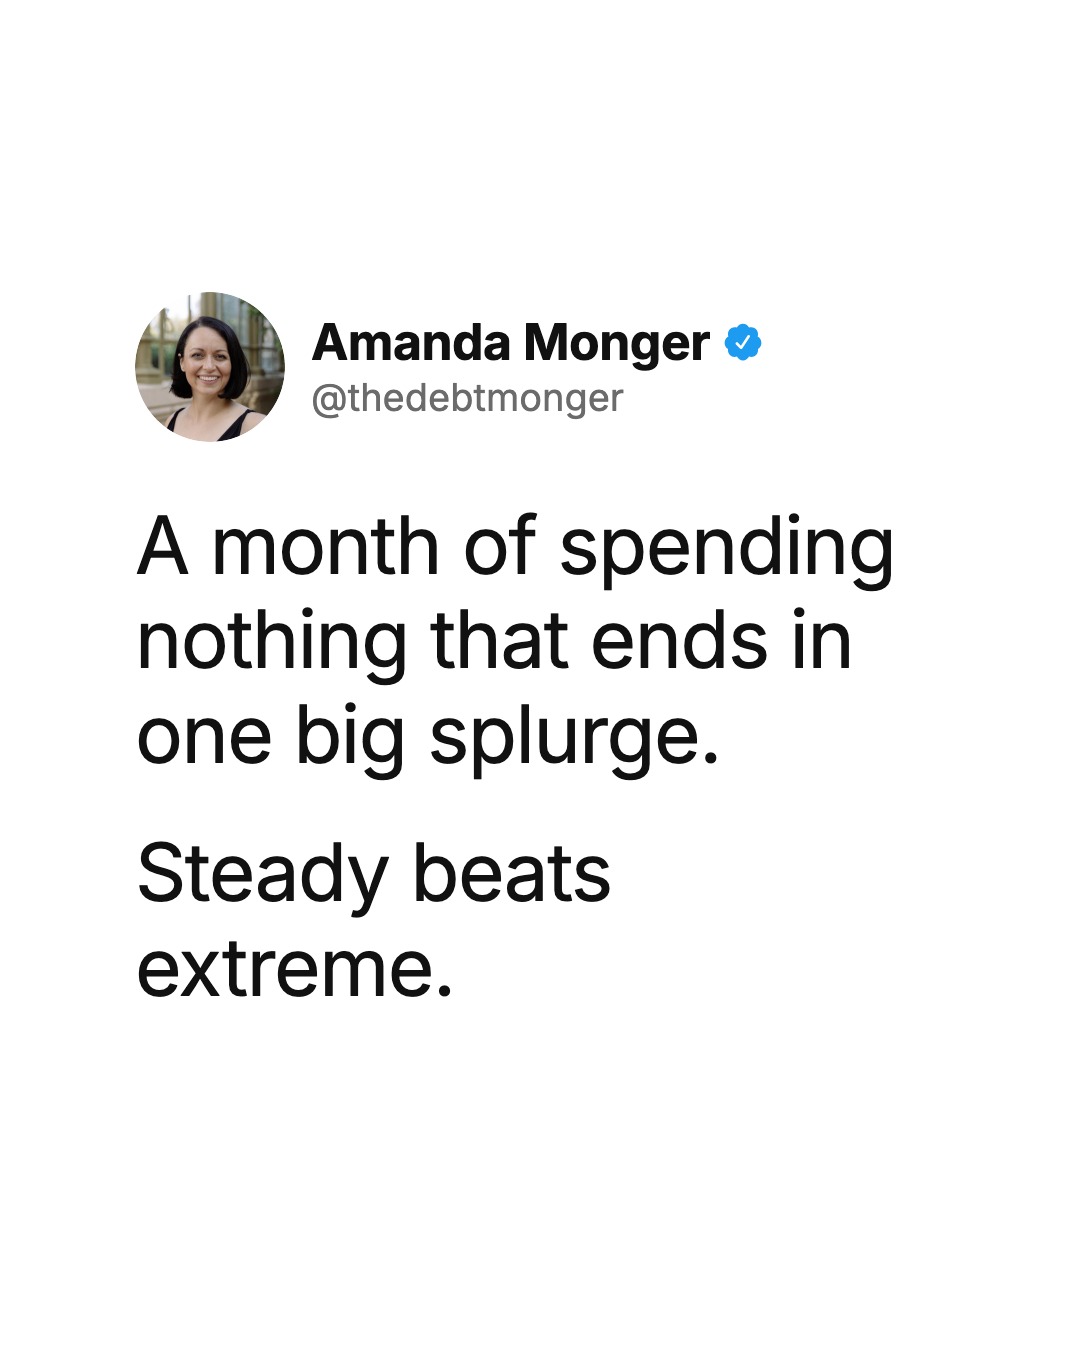 Amanda Monger
@thedebtmonger
A month of spending
nothing that ends in
one big splurge.
Steady beats
extreme.